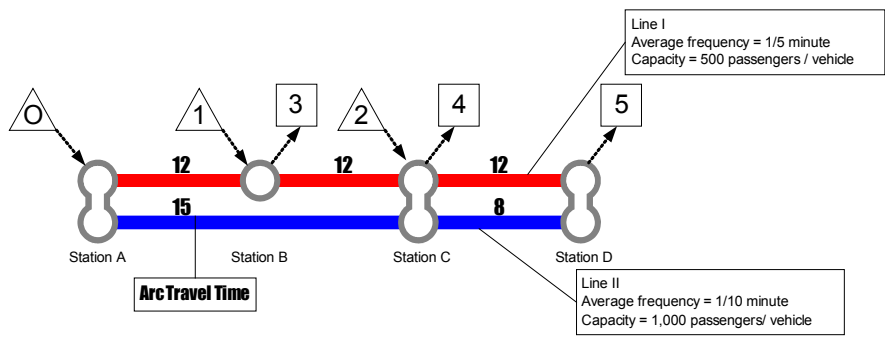 Line I
Average frequency = 1/5 minute
Capacity = 500 passengers / vehicle
O
1
3
2
4
5
12
12
12
15
8
Station A
Station B
Station C
Station D
Arc Travel Time
Line II
Average frequency = 1/10 minute
Capacity = 1,000 passengers/ vehicle